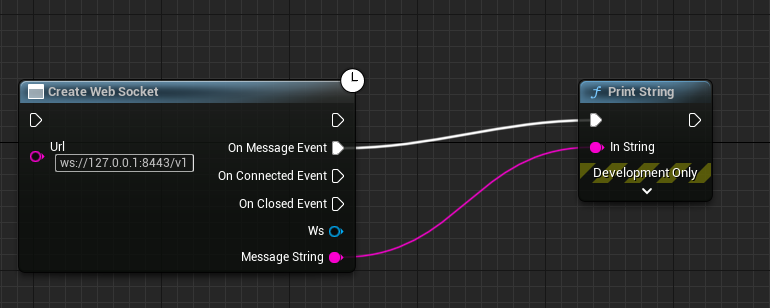 Create Web Socket
Url
ws://127.0.0.1:8443/v1
On Message Event
On Connected Event
On Closed Event
Ws
Message String
f Print String
In String
Development Only